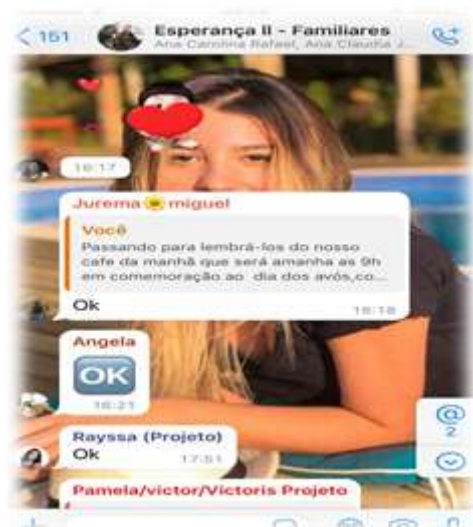 151
Esperança II - Familiares
Ana Carolina Rafael, Ana Claudia J...
16:17
Jurema miguel
Você
Passando para lembrá-los do nosso
cafe da manhã que será amanha as 9h
em comemoração ao dia dos avós,co...
Ok
16:18
Angela
OK
16:21
Rayssa (Projeto)
Ok
17:51
@
2
Pamela/victor/Victoris Projeto